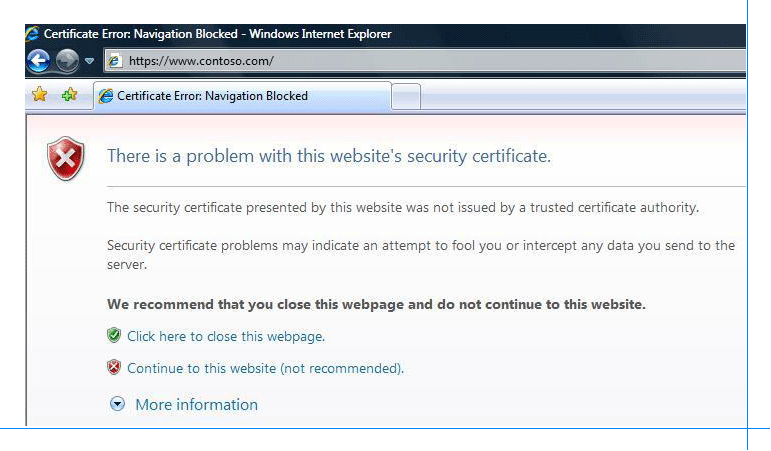 Certificate Error: Navigation Blocked - Windows Internet Explorer
https://www.contoso.com/
Certificate Error: Navigation Blocked
There is a problem with this website's security certificate.
The security certificate presented by this website was not issued by a trusted certificate authority.
Security certificate problems may indicate an attempt to fool you or intercept any data you send to the
server.
We recommend that you close this webpage and do not continue to this website.
Click here to close this webpage.
Continue to this website (not recommended).
More information